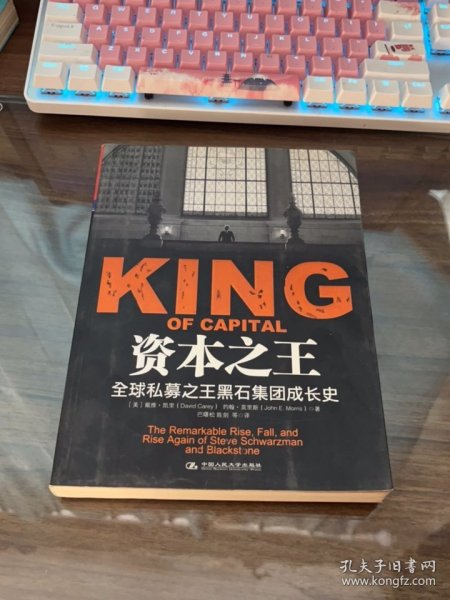 KING
OF CAPITAL
资本之王
全球私募之王黑石集团成长史
[美] 戴维·凯里 (David Carey) 约翰·莫里斯 (John E. Morris) ◎著
巴曙松 陈剑 等◎译
The Remarkable Rise, Fall, and
Rise Again of Steve Schwarzman
and Blackstone
中国人民大学出版社
孔夫子旧书网
www.kongfz.com